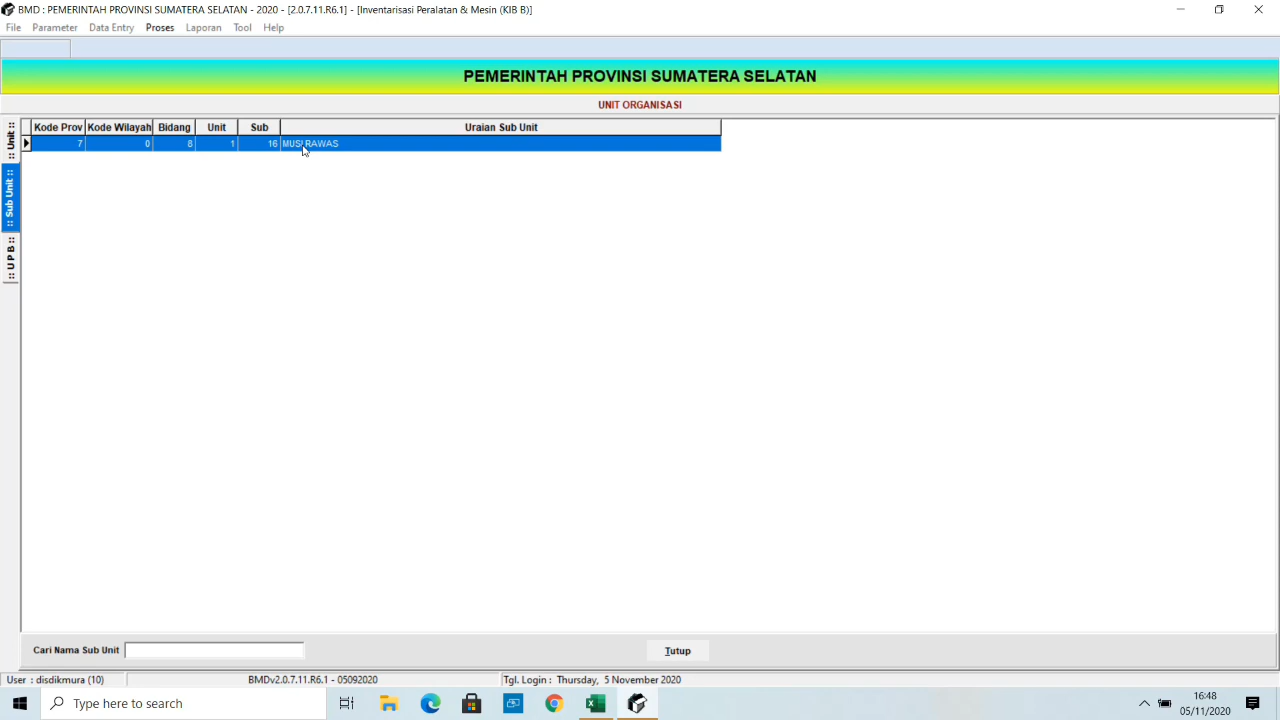 BMD : PEMERINTAH PROVINSI SUMATERA SELATAN - 2020 - [2.0.7.11.R6.1] - [Inventarisasi Peralatan & Mesin (KIB B)]
File Parameter Data Entry Proses Laporan Tool Help
PEMERINTAH PROVINSI SUMATERA SELATAN
UNIT ORGANISASI
:: Unit ::
:: Sub Unit ::
:: U P B ::
Kode Prov Kode Wilayah Bidang Unit Sub Uraian Sub Unit
7 0 8 1 16 MUSI RAWAS
Cari Nama Sub Unit Tutup
User : disdikmura (10) BMDv2.0.7.11.R6.1 - 05092020 Tgl. Login : Thursday, 5 November 2020
Type here to search
16:48
05/11/2020